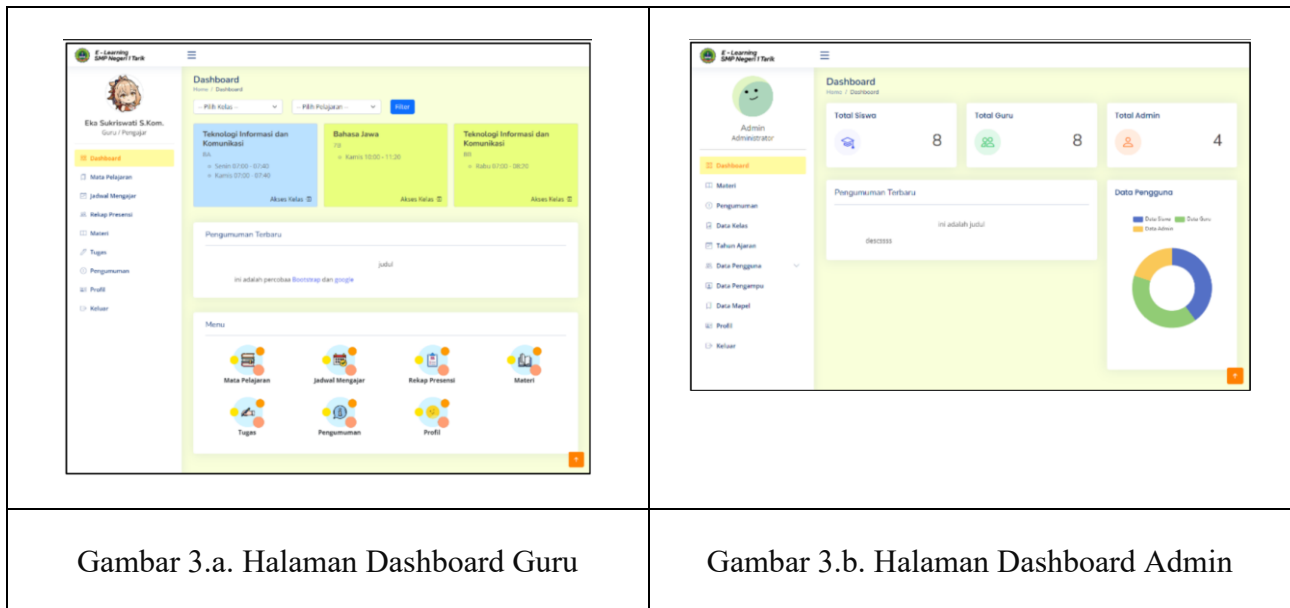 E - Learning
SMP Negeri 1 Tarik
Eka Sukriswati S.Kom.
Guru / Pengajar
Dashboard
Mata Pelajaran
Jadwal Mengajar
Rekap Presensi
Materi
Tugas
Pengumuman
Profil
Keluar
Dashboard
Home / Dashboard
-- Pilih Kelas --
-- Pilih Pelajaran --
Filter
Teknologi Informasi dan
Komunikasi
Senin 07:00 - 07:40
Kamis 07:00 - 07:40
Akses Kelas
Bahasa Jawa
Kamis 10:00 - 11:20
Akses Kelas
Teknologi Informasi dan
Komunikasi
Rabu 07:00 - 08:20
Akses Kelas
Pengumuman Terbaru
judul
ini adalah percobaa Bootstrap dan google
Menu
Mata Pelajaran
Jadwal Mengajar
Rekap Presensi
Materi
Tugas
Pengumuman
Profil
Gambar 3.a. Halaman Dashboard Guru
E - Learning
SMP Negeri 1 Tarik
Admin
Administrator
Dashboard
Materi
Pengumuman
Data Kelas
Tahun Ajaran
Data Pengguna
Data Pengampu
Data Mapel
Profil
Keluar
Dashboard
Home / Dashboard
Total Siswa
8
Total Guru
8
Total Admin
4
Pengumuman Terbaru
ini adalah judul
Data Pengguna
Data Siswa Data Guru
Data Admin
Gambar 3.b. Halaman Dashboard Admin